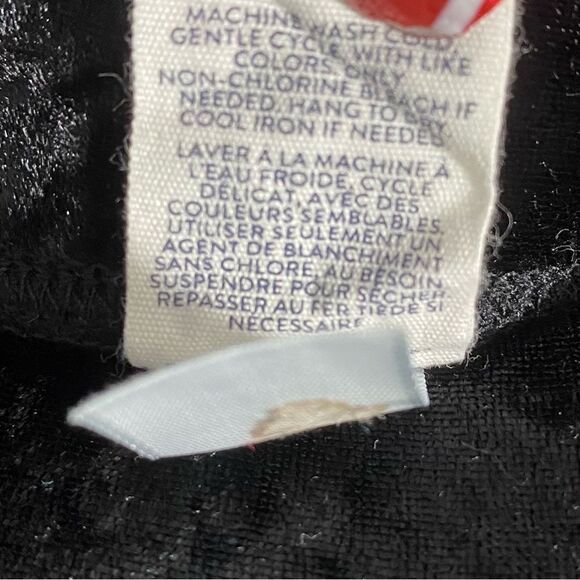 MACHINE WASH COLD,
GENTLE CYCLE, WITH LIKE
COLORS, ONLY
NON-CHLORINE BLEACH IF
NEEDED, HANG TO DRY,
COOL IRON IF NEEDED
LAVER À LA MACHINE À
L'EAU FROIDE, CYCLE
DÉLICAT, AVEC DES
COULEURS SEMBLABLES,
UTILISER SEULEMENT UN
AGENT DE BLANCHIMENT
SANS CHLORE, AU BESOIN,
SUSPENDRE POUR SÉCHER,
REPASSER AU FER TIÈDE SI
NÉCESSAIRE